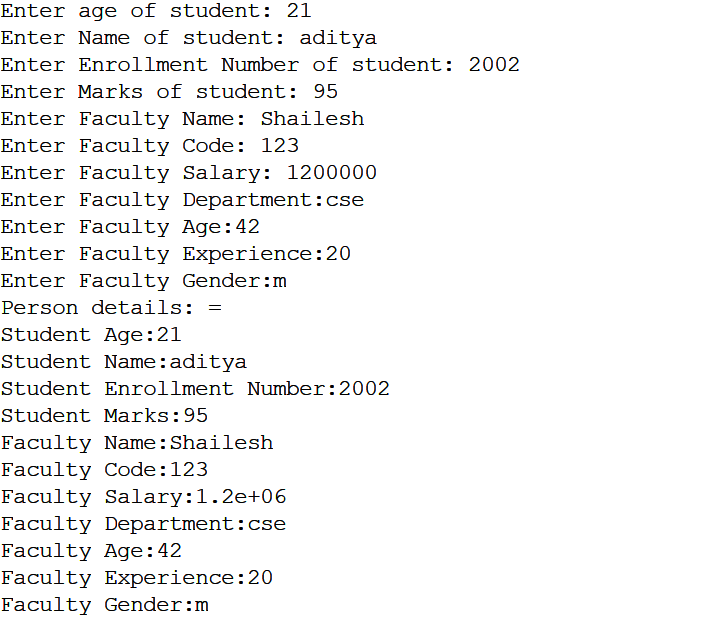 Enter age of student: 21
Enter Name of student: aditya
Enter Enrollment Number of student: 2002
Enter Marks of student: 95
Enter Faculty Name: Shailesh
Enter Faculty Code: 123
Enter Faculty Salary: 1200000
Enter Faculty Department:cse
Enter Faculty Age:42
Enter Faculty Experience:20
Enter Faculty Gender:m
Person details: =
Student Age:21
Student Name:aditya
Student Enrollment Number:2002
Student Marks:95
Faculty Name:Shailesh
Faculty Code:123
Faculty Salary:1.2e+06
Faculty Department:cse
Faculty Age:42
Faculty Experience:20
Faculty Gender:m